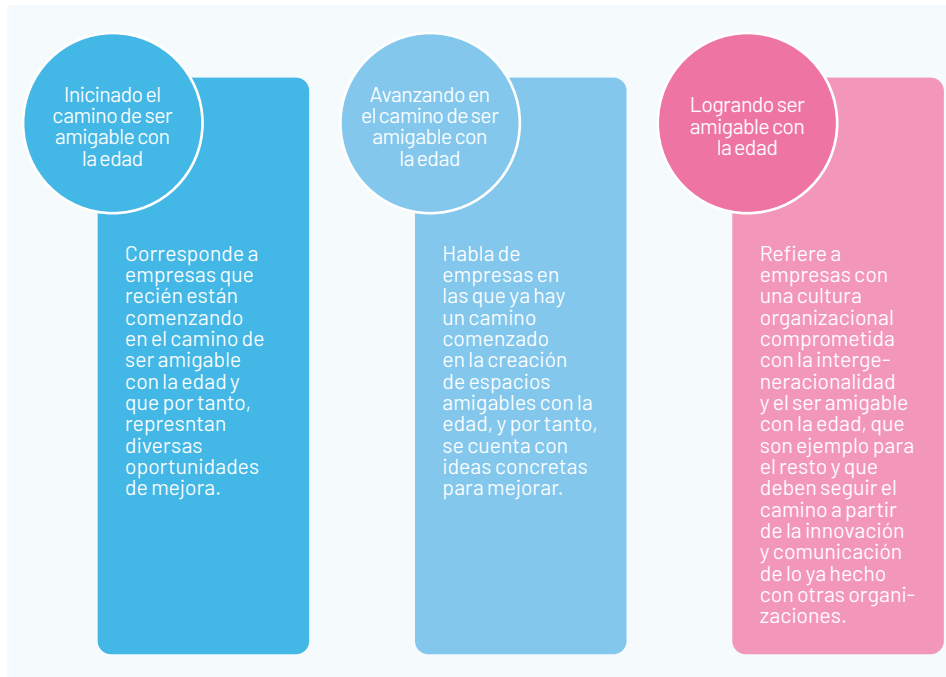 Inicinado el
camino de ser
amigable con
la edad
Corresponde a
empresas que
recién están
comenzando
en el camino de
ser amigable
con la edad y
que por tanto,
represntan
diversas
oportunidades
de mejora.
Avanzando en
el camino de ser
amigable con
la edad
Habla de
empresas en
las que ya hay
un camino
comenzado
en la creación
de espacios
amigables con la
edad, y por tanto,
se cuenta con
ideas concretas
para mejorar.
Logrando ser
amigable con
la edad
Refiere a
empresas con
una cultura
organizacional
comprometida
con la interge-
neracionalidad
y el ser amigable
con la edad, que
son ejemplo para
el resto y que
deben seguir el
camino a partir
de la innovación
y comunicación
de lo ya hecho
con otras organi-
zaciones.